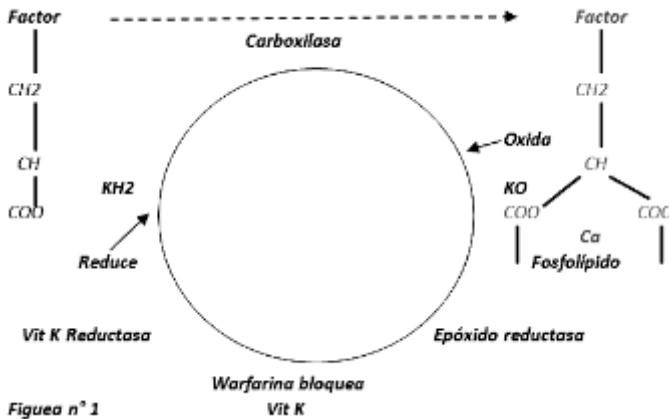 Factor
Factor
Carboxilasa
CH2
CH2
Oxida
CH
CH
KH2
KO
COO
COO
COO
Ca
Reduce
Fosfolípido
Vit K Reductasa
Epóxido reductasa
Warfarina bloquea
Figuea n° 1
Vit K